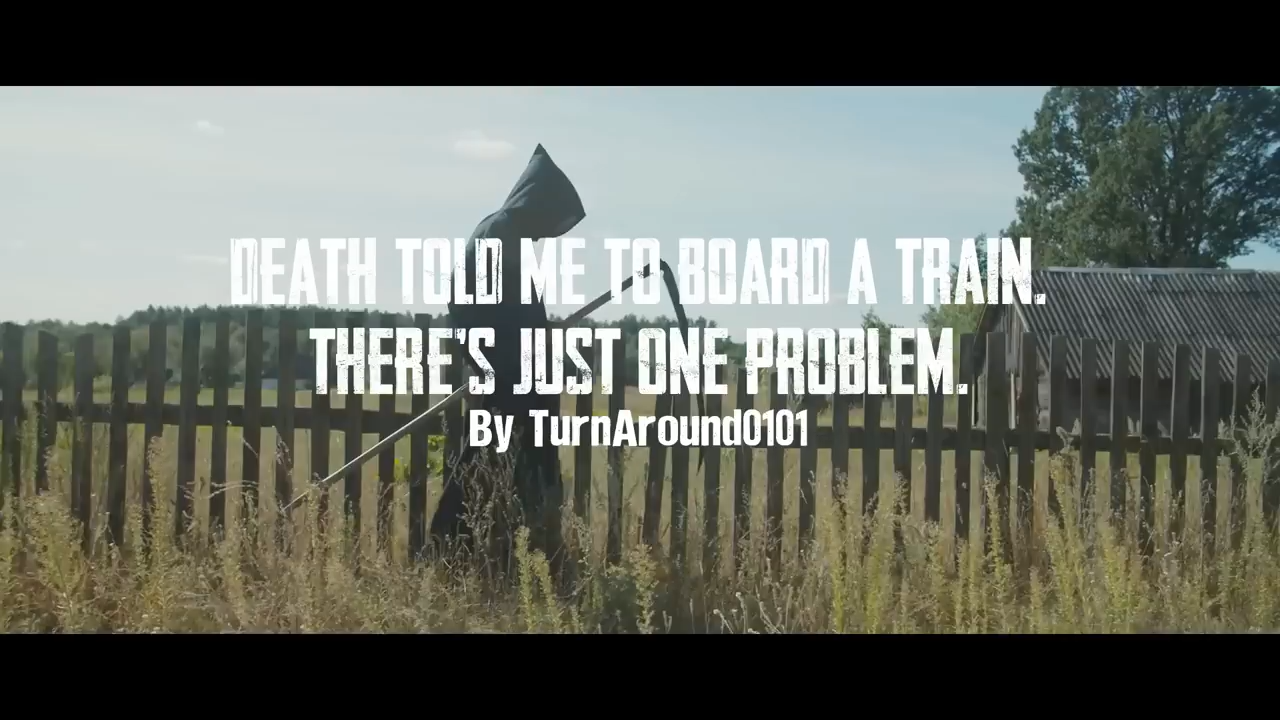 DEATH TOLD ME TO BOARD A TRAIN.
THERE'S JUST ONE PROBLEM.
By TurnAround0101